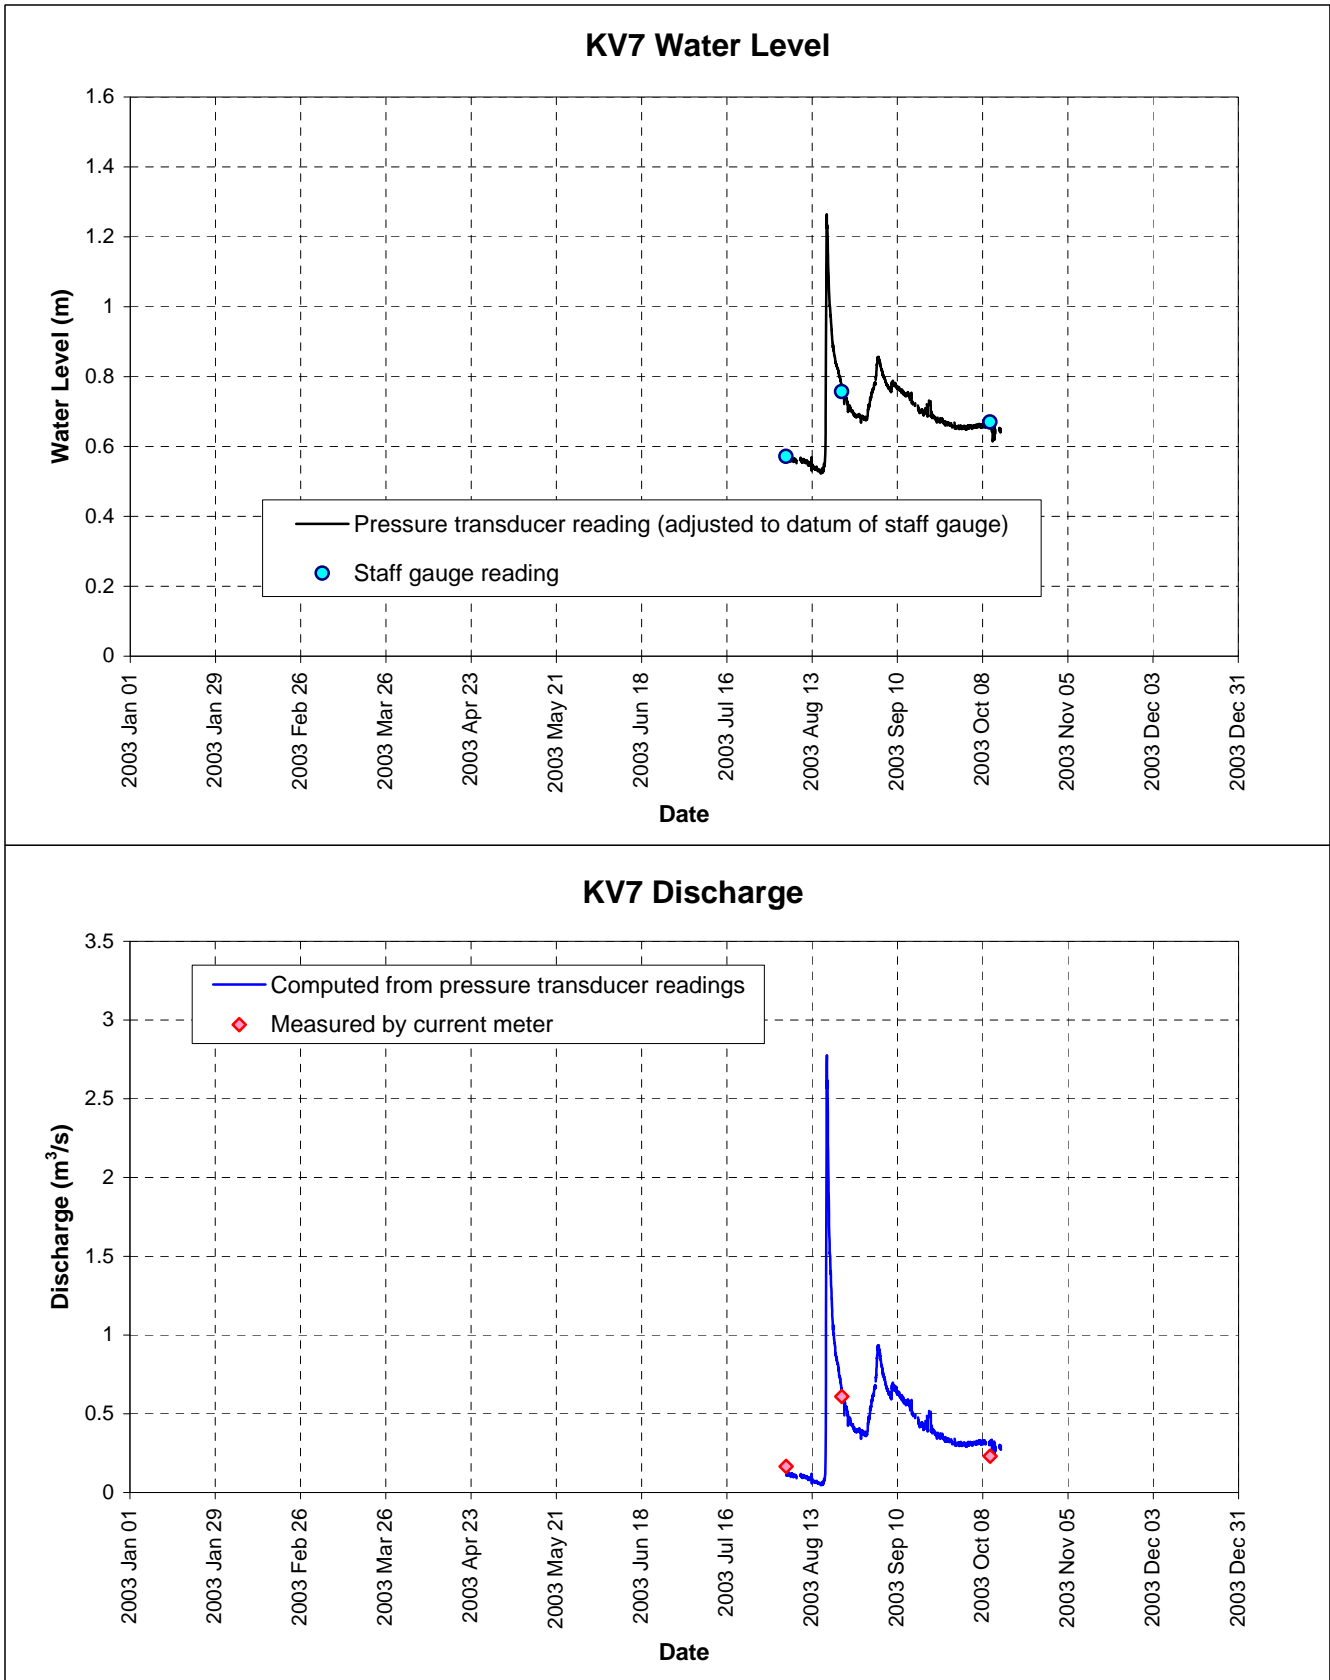 KV7 Water Level
1.6
1.4
1.2
1
0.8
0.6
0.4
0.2
0
Water Level (m)
Pressure transducer reading (adjusted to datum of staff gauge)
Staff gauge reading
2003 Jan 01
2003 Jan 29
2003 Feb 26
2003 Mar 26
2003 Apr 23
2003 May 21
2003 Jun 18
2003 Jul 16
2003 Aug 13
2003 Sep 10
2003 Oct 08
2003 Nov 05
2003 Dec 03
2003 Dec 31
Date
KV7 Discharge
3.5
3
2.5
2
1.5
1
0.5
0
Discharge (m³/s)
Computed from pressure transducer readings
Measured by current meter
2003 Jan 01
2003 Jan 29
2003 Feb 26
2003 Mar 26
2003 Apr 23
2003 May 21
2003 Jun 18
2003 Jul 16
2003 Aug 13
2003 Sep 10
2003 Oct 08
2003 Nov 05
2003 Dec 03
2003 Dec 31
Date